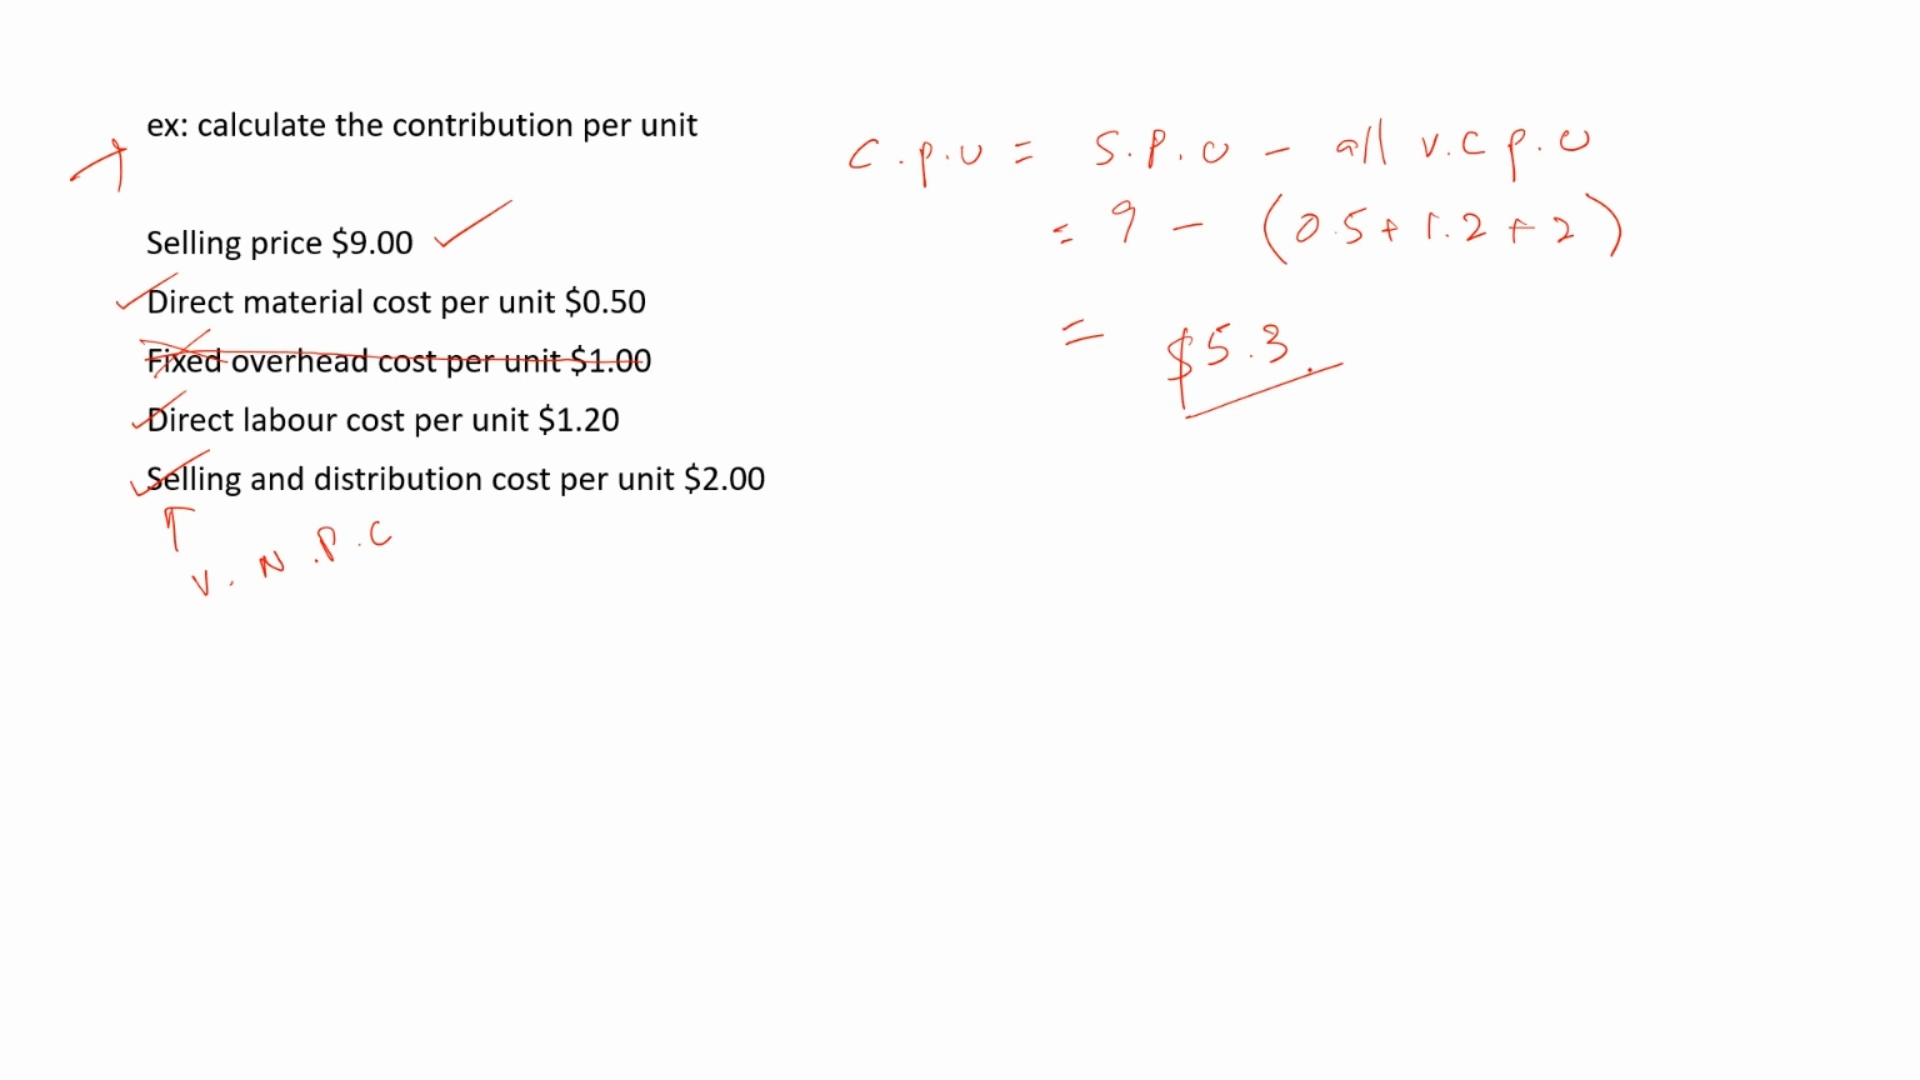 ex: calculate the contribution per unit
Selling price $9.00
Direct material cost per unit $0.50
Fixed overhead cost per unit $1.00
Direct labour cost per unit $1.20
Selling and distribution cost per unit $2.00
V. N.P.C
C.p.U = S.P.U - all V.C p.U
= 9 - (0.5 + 1.2 + 2)
= $5.3